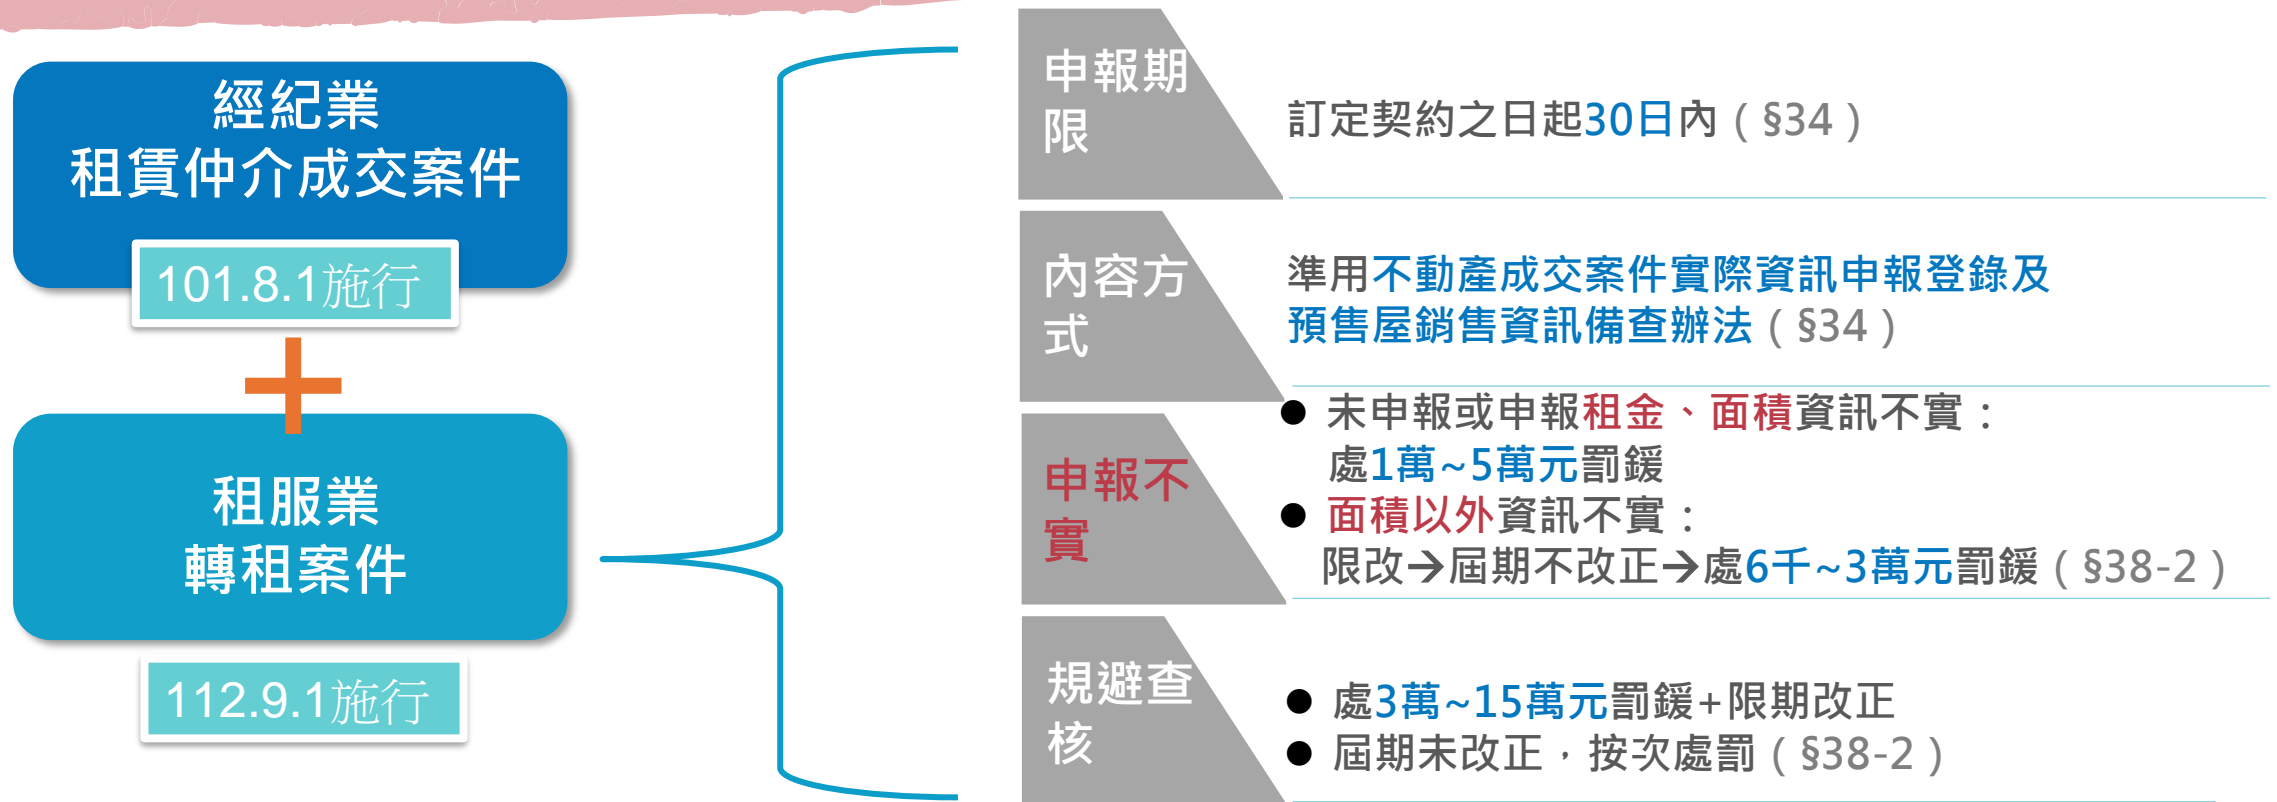 經紀業
租賃仲介成交案件
101.8.1施行
租服業
轉租案件
112.9.1施行
申報期
限
訂定契約之日起30日內（§34）
內容方
式
準用不動產成交案件實際資訊申報登錄及
預售屋銷售資訊備查辦法（§34）
申報不
實
● 未申報或申報租金、面積資訊不實：
處1萬~5萬元罰鍰
● 面積以外資訊不實：
限改→屆期不改正→處6千~3萬元罰鍰（§38-2）
規避查
核
● 處3萬~15萬元罰鍰+限期改正
● 屆期未改正，按次處罰（§38-2）